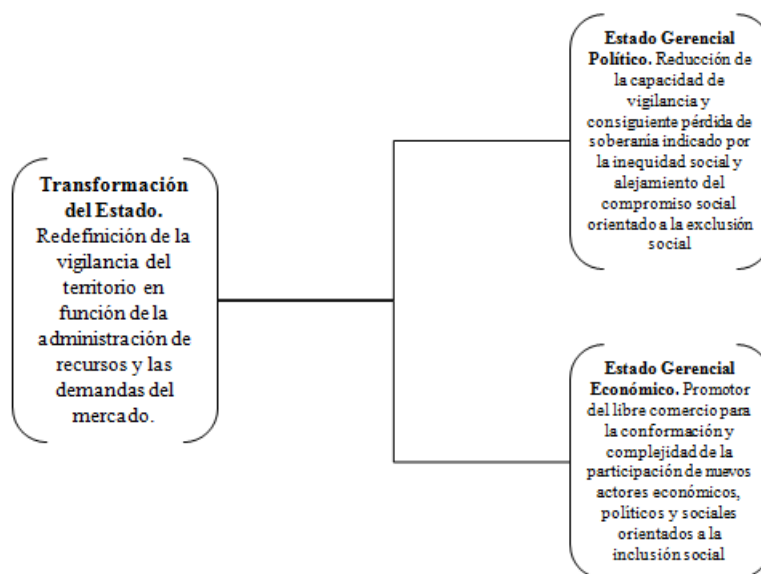 Transformación
del Estado.
Redefinición de la
vigilancia del
territorio en
función de la
administración de
recursos y las
demandas del
mercado.
Estado Gerencial
Político. Reducción de
la capacidad de
vigilancia y
consiguiente pérdida de
soberanía indicado por
la inequidad social y
alejamiento del
compromiso social
orientado a la exclusión
social
Estado Gerencial
Económico. Promotor
del libre comercio para
la conformación y
complejidad de la
participación de nuevos
actores económicos,
políticos y sociales
orientados a la
inclusión social